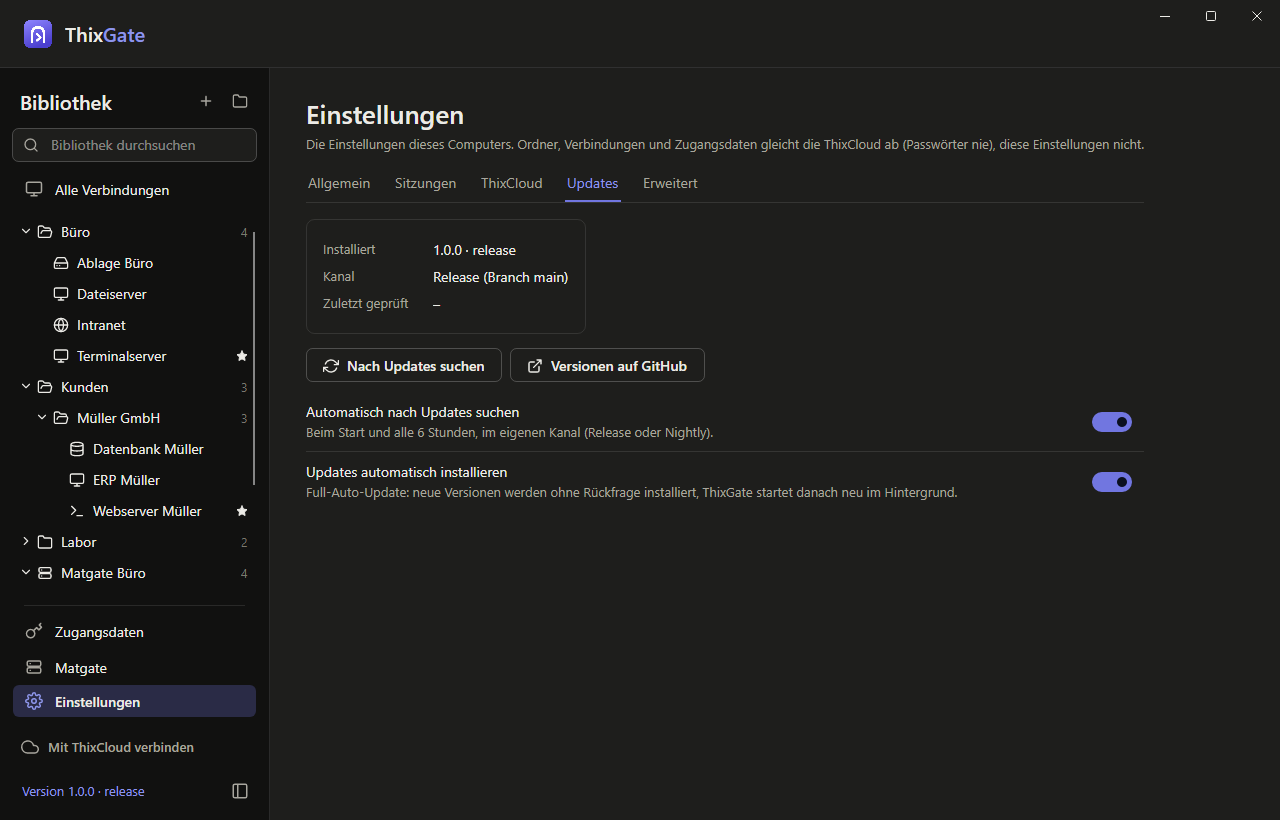 ThixGate
Bibliothek
Bibliothek durchsuchen
Alle Verbindungen
Büro 4
Ablage Büro
Dateiserver
Intranet
Terminalserver
Kunden 3
Müller GmbH 3
Datenbank Müller
ERP Müller
Webserver Müller
Labor 2
Matgate Büro 4
Zugangsdaten
Matgate
Einstellungen
Mit ThixCloud verbinden
Version 1.0.0 · release
Einstellungen
Die Einstellungen dieses Computers. Ordner, Verbindungen und Zugangsdaten gleicht die ThixCloud ab (Passwörter nie), diese Einstellungen nicht.
Allgemein Sitzungen ThixCloud Updates Erweitert
Installiert 1.0.0 · release
Kanal Release (Branch main)
Zuletzt geprüft –
Nach Updates suchen Versionen auf GitHub
Automatisch nach Updates suchen
Beim Start und alle 6 Stunden, im eigenen Kanal (Release oder Nightly).
Updates automatisch installieren
Full-Auto-Update: neue Versionen werden ohne Rückfrage installiert, ThixGate startet danach neu im Hintergrund.